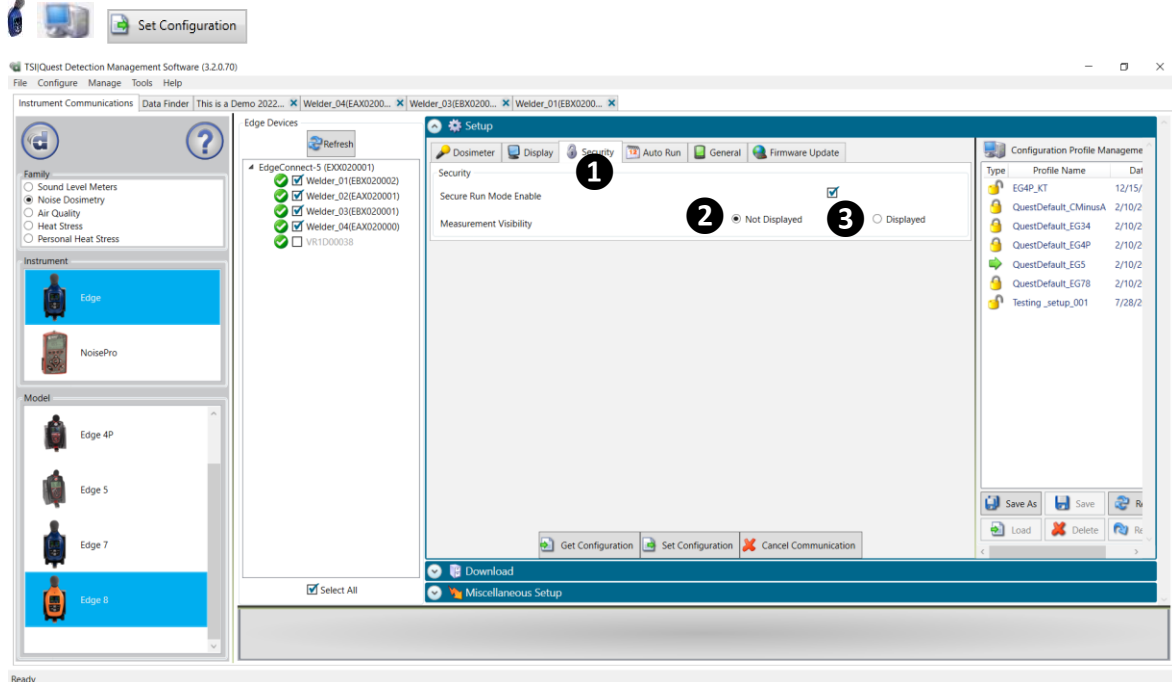 Set Configuration
TSI|Quest Detection Management Software (3.2.0.70)
File Configure Manage Tools Help
Instrument Communications Data Finder This is a Demo 2022... Welder_04(EAX0200... Welder_03(EBX0200... Welder_01(EBX0200...
Family
Sound Level Meters
Noise Dosimetry
Air Quality
Heat Stress
Personal Heat Stress
Instrument
Edge
NoisePro
Model
Edge 4P
Edge 5
Edge 7
Edge 8
Edge Devices
Refresh
EdgeConnect-5 (EXX020001)
Welder_01(EBX020002)
Welder_02(EAX020001)
Welder_03(EBX020001)
Welder_04(EAX020000)
VR1D00038
Select All
Setup
Dosimeter Display Security Auto Run General Firmware Update
Security
1
Secure Run Mode Enable
Measurement Visibility 2 Not Displayed 3 Displayed
Get Configuration Set Configuration Cancel Communication
Download
Miscellaneous Setup
Configuration Profile Manageme
Type Profile Name Dat
EG4P_KT 12/15/
QuestDefault_CMinusA 2/10/2
QuestDefault_EG34 2/10/2
QuestDefault_EG4P 2/10/2
QuestDefault_EG5 2/10/2
QuestDefault_EG78 2/10/2
Testing _setup_001 7/28/2
Save As Save Re
Load Delete Re
Ready